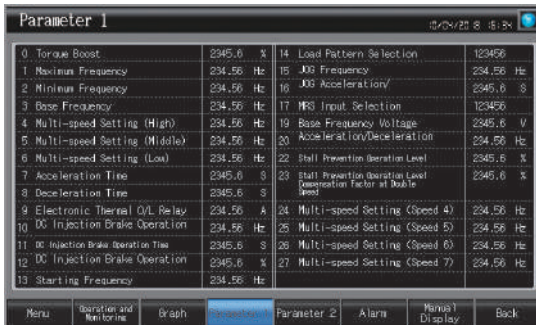 Parameter 1
0 Torque Boost 2345.6 %
1 Maximum Frequency 234.56 Hz
2 Minimum Frequency 234.56 Hz
3 Base Frequency 234.56 Hz
4 Multi-speed Setting (High) 234.56 Hz
5 Multi-speed Setting (Middle) 234.56 Hz
6 Multi-speed Setting (Low) 234.56 Hz
7 Acceleration Time 2345.6 S
8 Deceleration Time 2345.6 S
9 Electronic Thermal O/L Relay 234.56 A
10 DC Injection Brake Operation 234.56 Hz
11 DC Injection Brake Operation Time 2345.6 S
12 DC Injection Brake Operation 2345.6 %
13 Starting Frequency 234.56 Hz
14 Load Pattern Selection 123456
15 JOG Frequency 234.56 Hz
16 JOG Acceleration/ 2345.6 S
17 MRS Input Selection 123456
19 Base Frequency Voltage 2345.6 V
20 Acceleration/Deceleration 234.56 Hz
22 Stall Prevention Operation Level 2345.6 %
23 Stall Prevention Operation Level 2345.6 %
Compensation Factor at Double
Speed
24 Multi-speed Setting (Speed 4) 234.56 Hz
25 Multi-speed Setting (Speed 5) 234.56 Hz
26 Multi-speed Setting (Speed 6) 234.56 Hz
27 Multi-speed Setting (Speed 7) 234.56 Hz
Menu
Operation and
Monitoring
Graph
Parameter 1
Parameter 2
Alarm
Manual
Display
Back